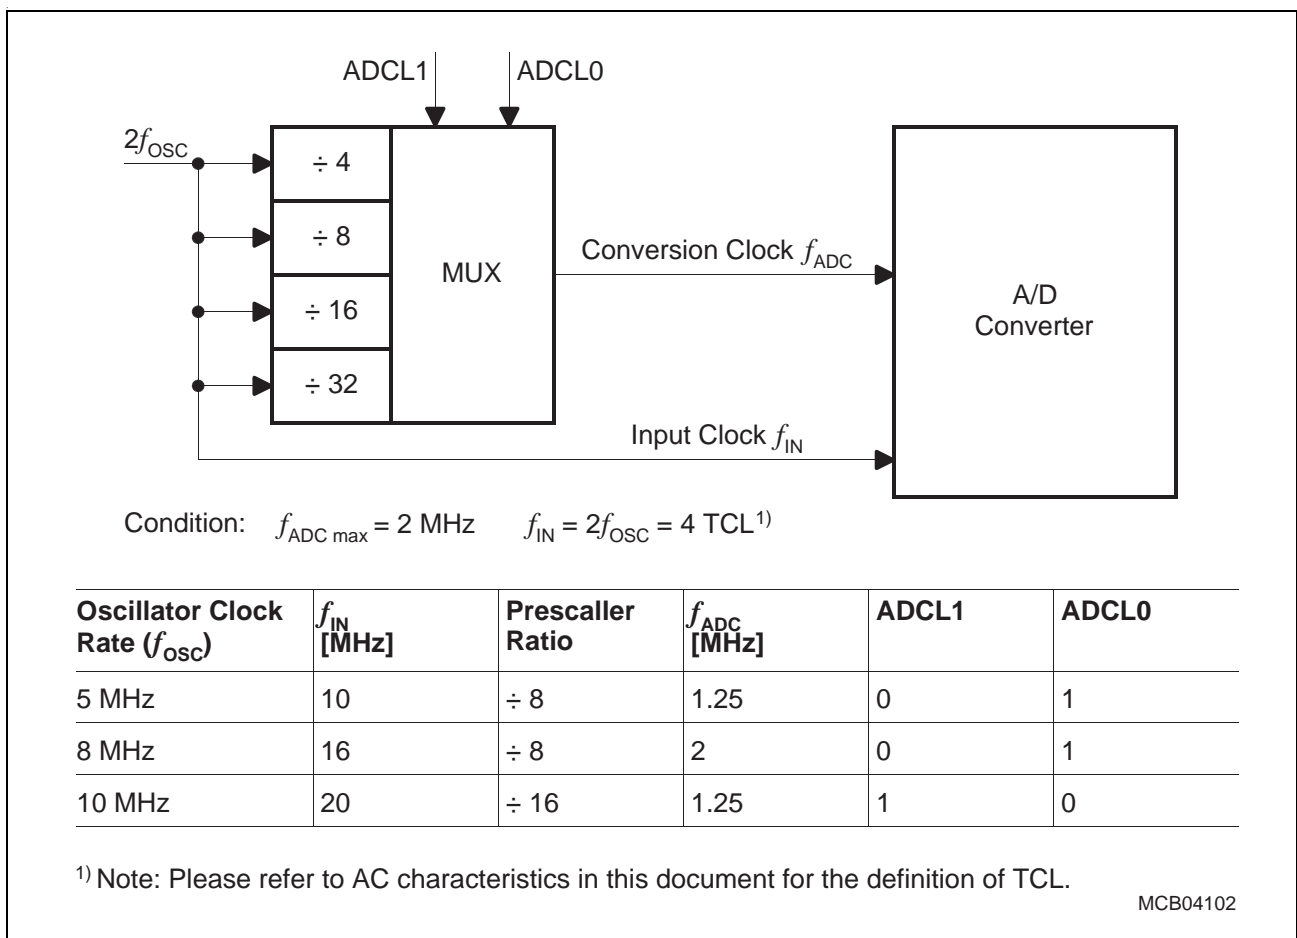 ADCL1 ADCL0
2fOSC
÷ 4
÷ 8
÷ 16
÷ 32
MUX
Conversion Clock fADC
A/D
Converter
Input Clock fIN
Condition: fADC max = 2 MHz fIN = 2fOSC = 4 TCL1)
Oscillator Clock Rate (fOSC) fIN [MHz] Prescaller Ratio fADC [MHz] ADCL1 ADCL0
5 MHz 10 ÷ 8 1.25 0 1
8 MHz 16 ÷ 8 2 0 1
10 MHz 20 ÷ 16 1.25 1 0
1) Note: Please refer to AC characteristics in this document for the definition of TCL.
MCB04102